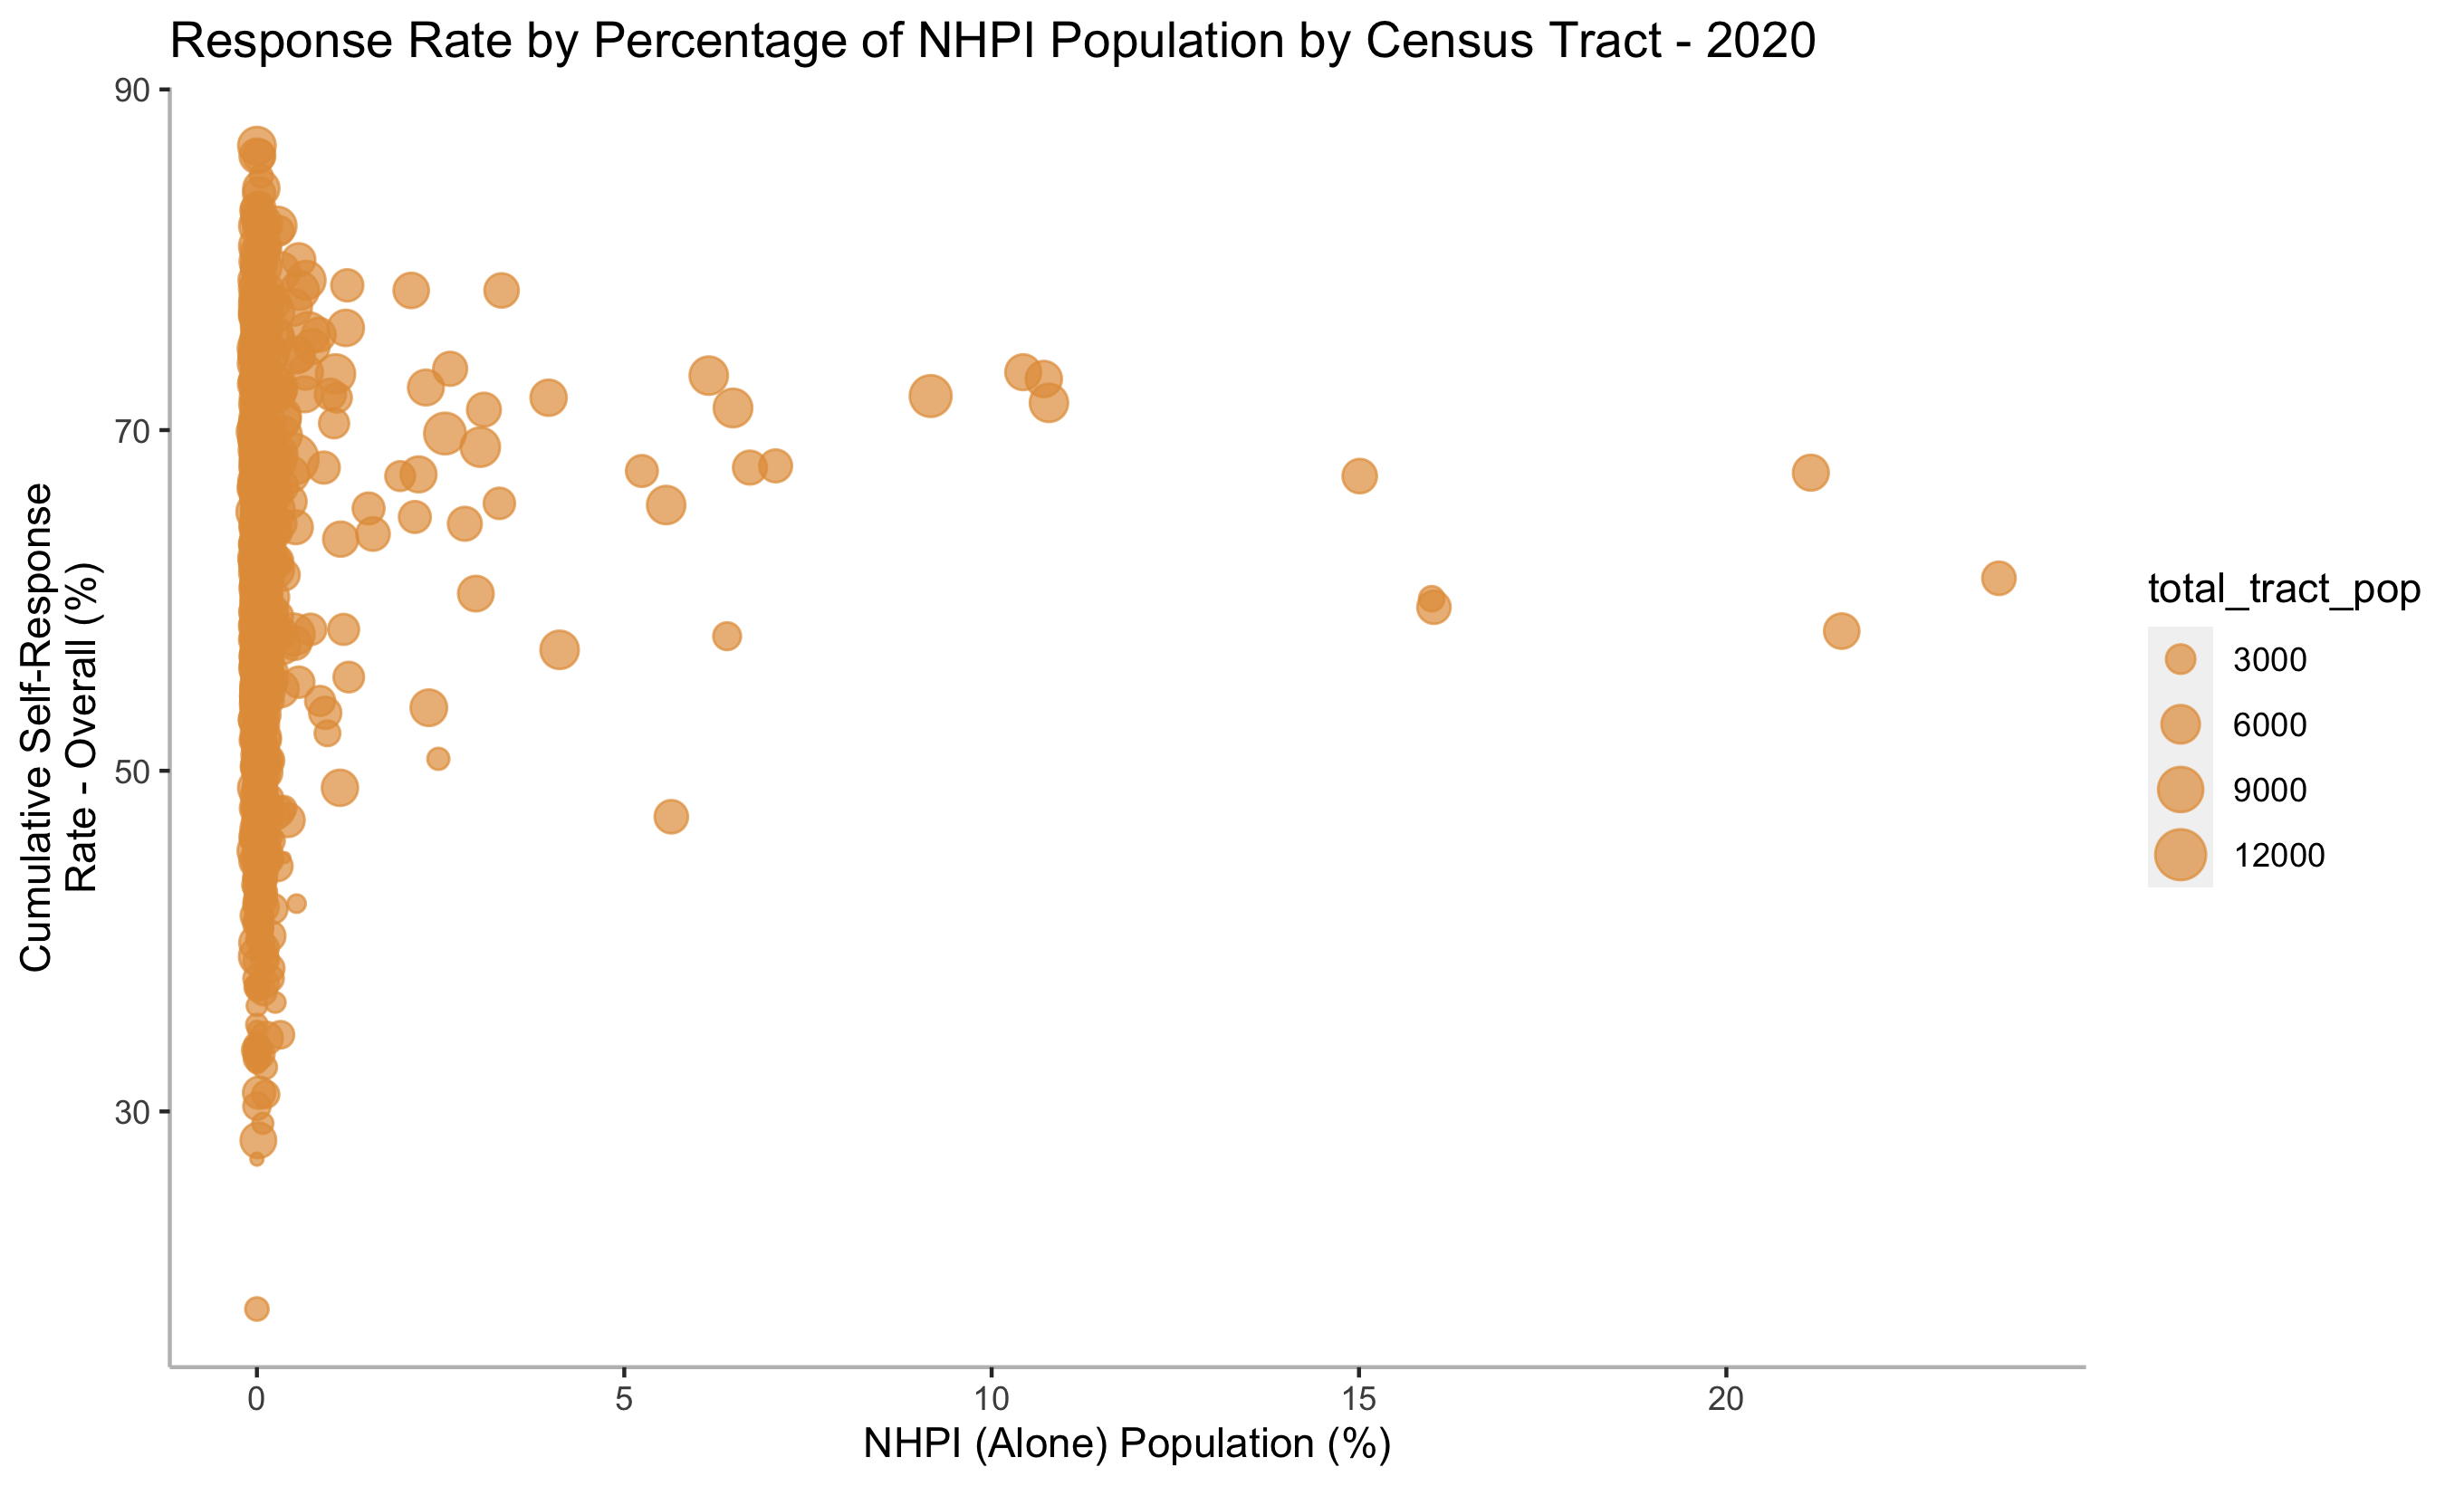 Response Rate by Percentage of NHPI Population by Census Tract - 2020
90
70
50
30
Cumulative Self-Response
Rate - Overall (%)
0
5
10
15
20
NHPI (Alone) Population (%)
total_tract_pop
3000
6000
9000
12000